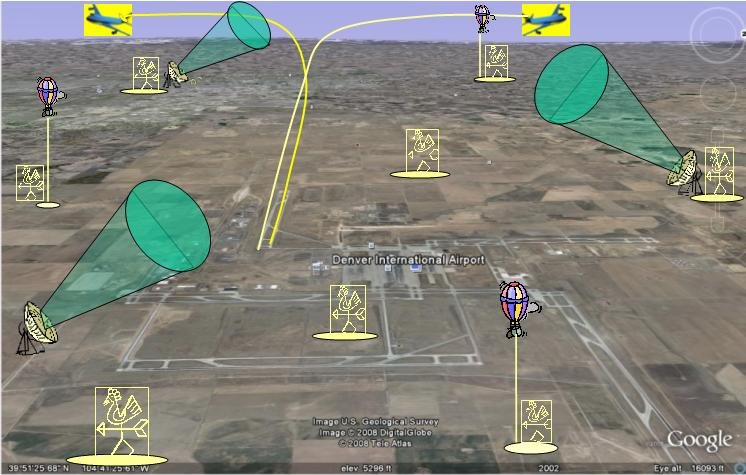 Denver International Airport
Image U.S. Geological Survey
Image © 2008 DigitalGlobe
© 2008 Tele Atlas
Google
39°51'25.68" N 104°41'25.61" W elev 5296 ft 2002 Eye alt 16093 ft